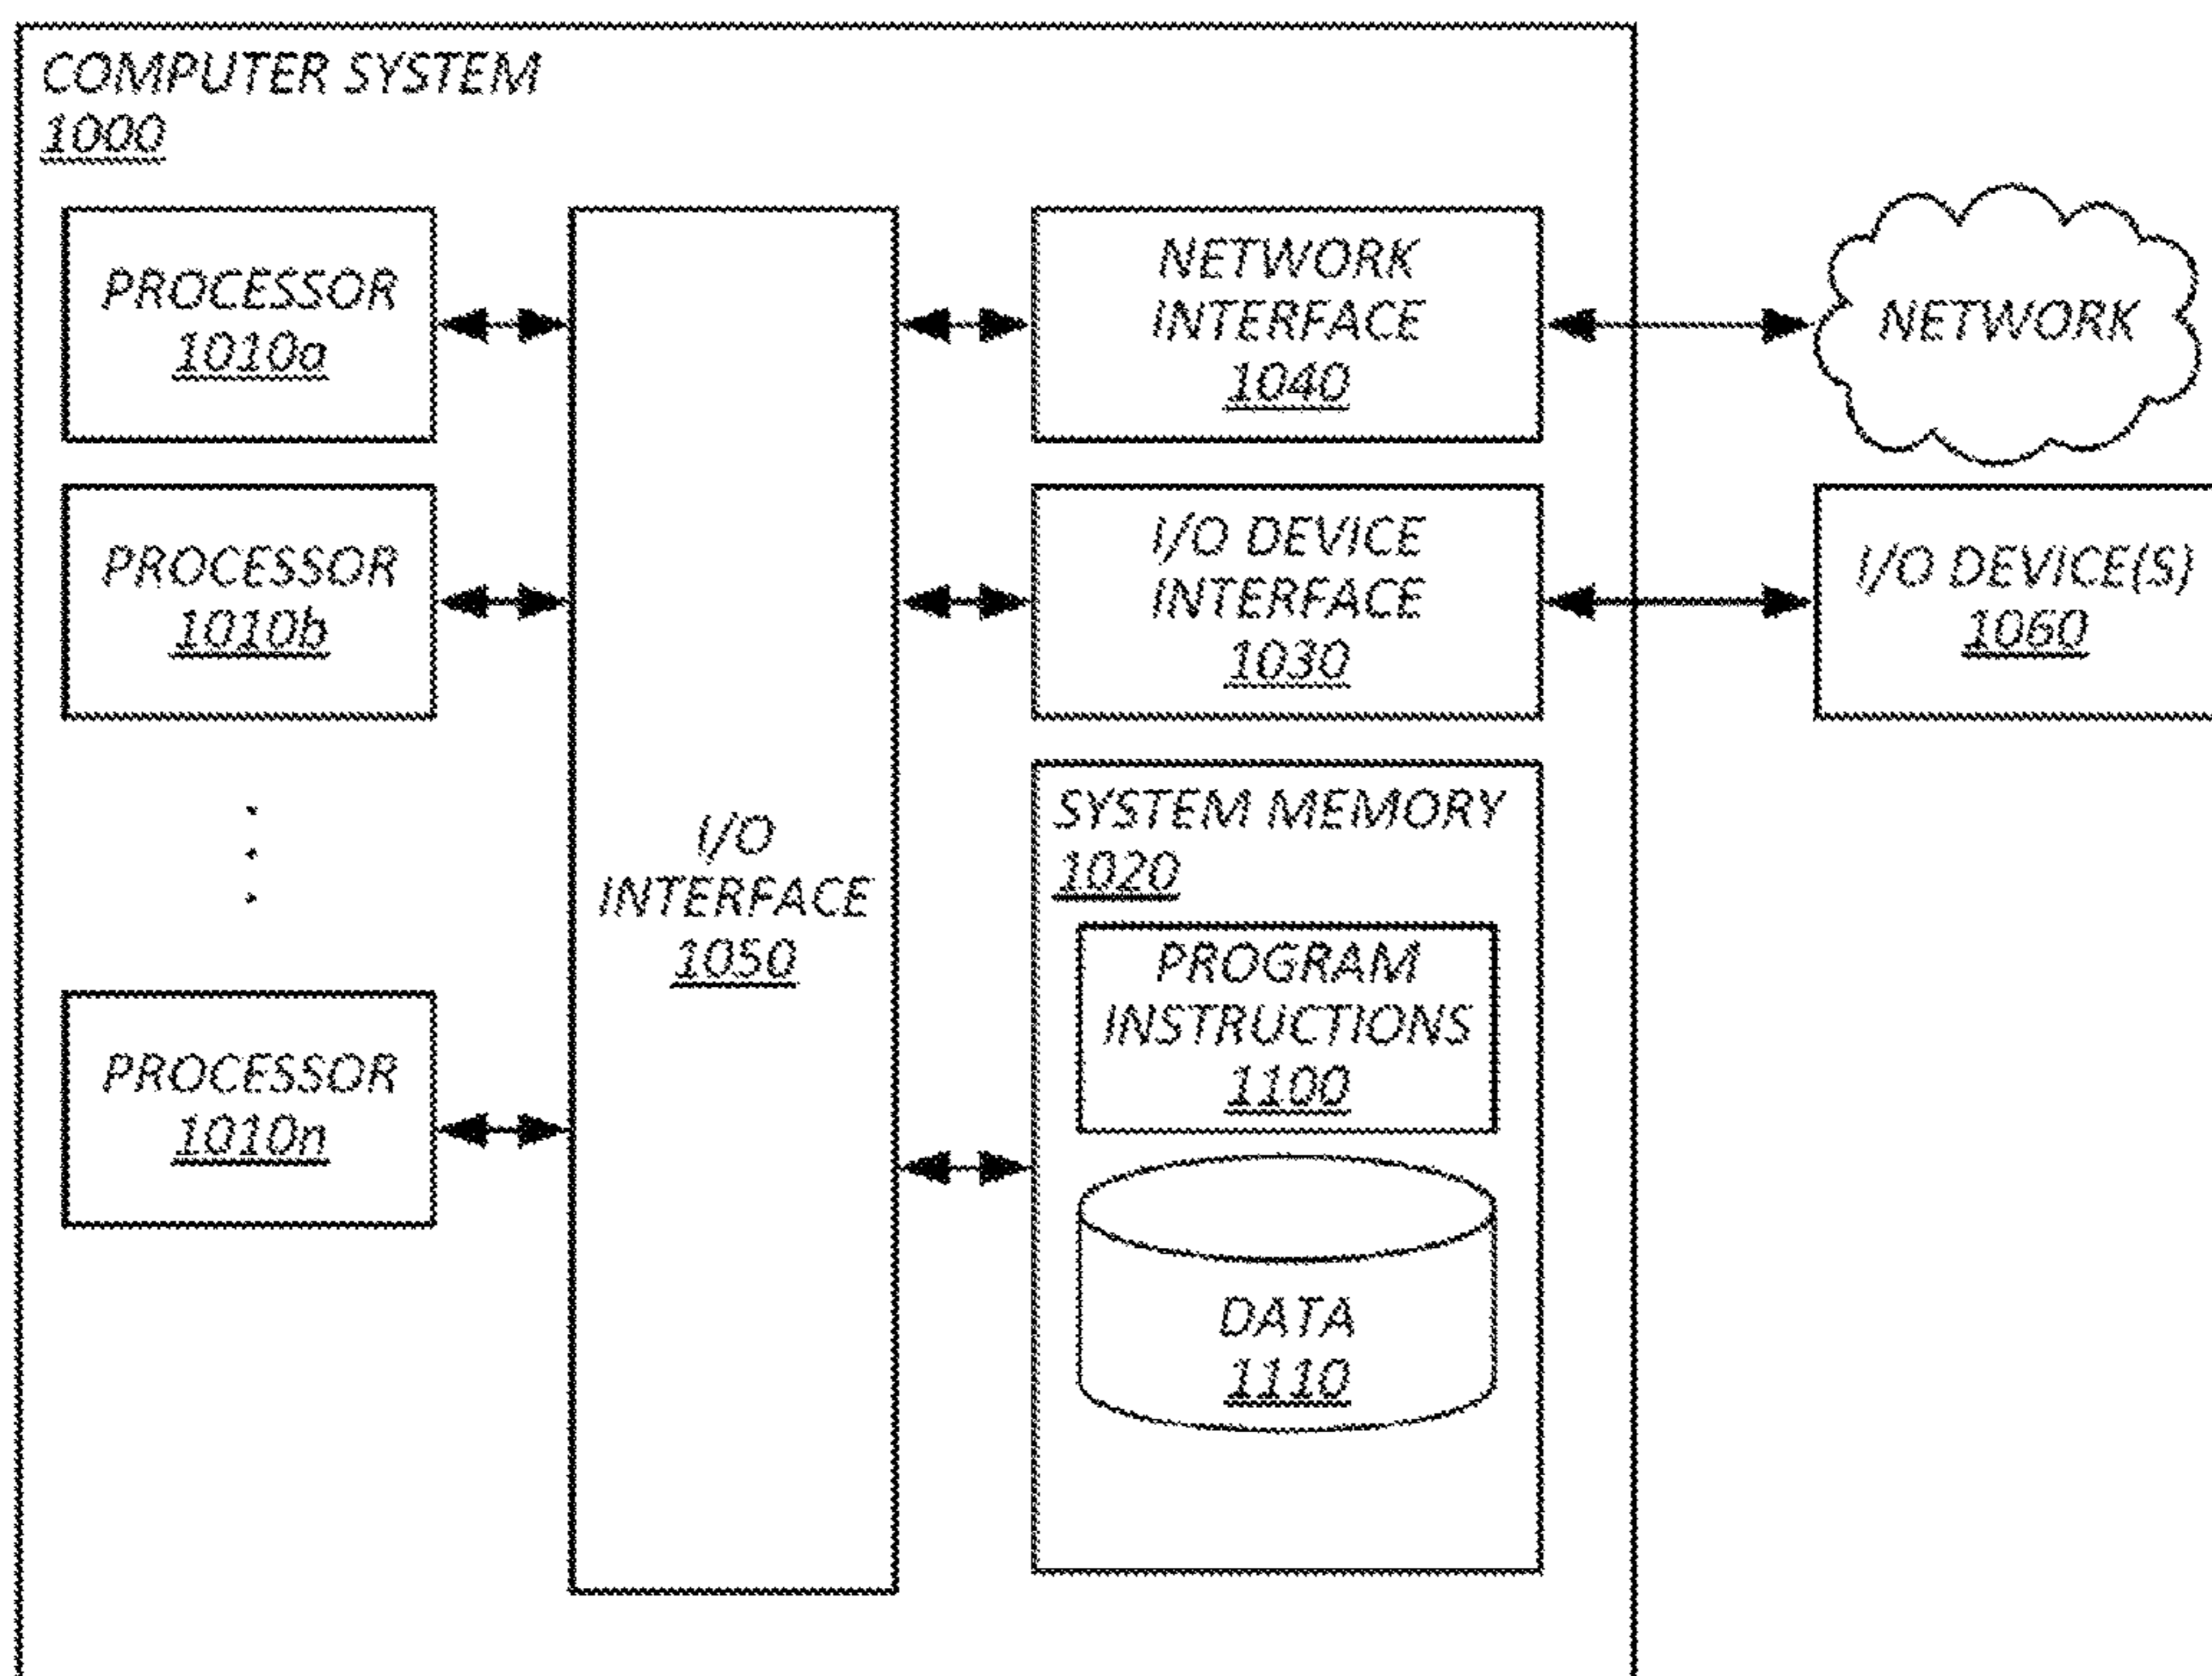 COMPUTER SYSTEM
1000
PROCESSOR
1010a
PROCESSOR
1010b
PROCESSOR
1010n
I/O
INTERFACE
1050
NETWORK
INTERFACE
1040
I/O DEVICE
INTERFACE
1030
SYSTEM MEMORY
1020
PROGRAM
INSTRUCTIONS
1100
DATA
1110
NETWORK
I/O DEVICE(S)
1060